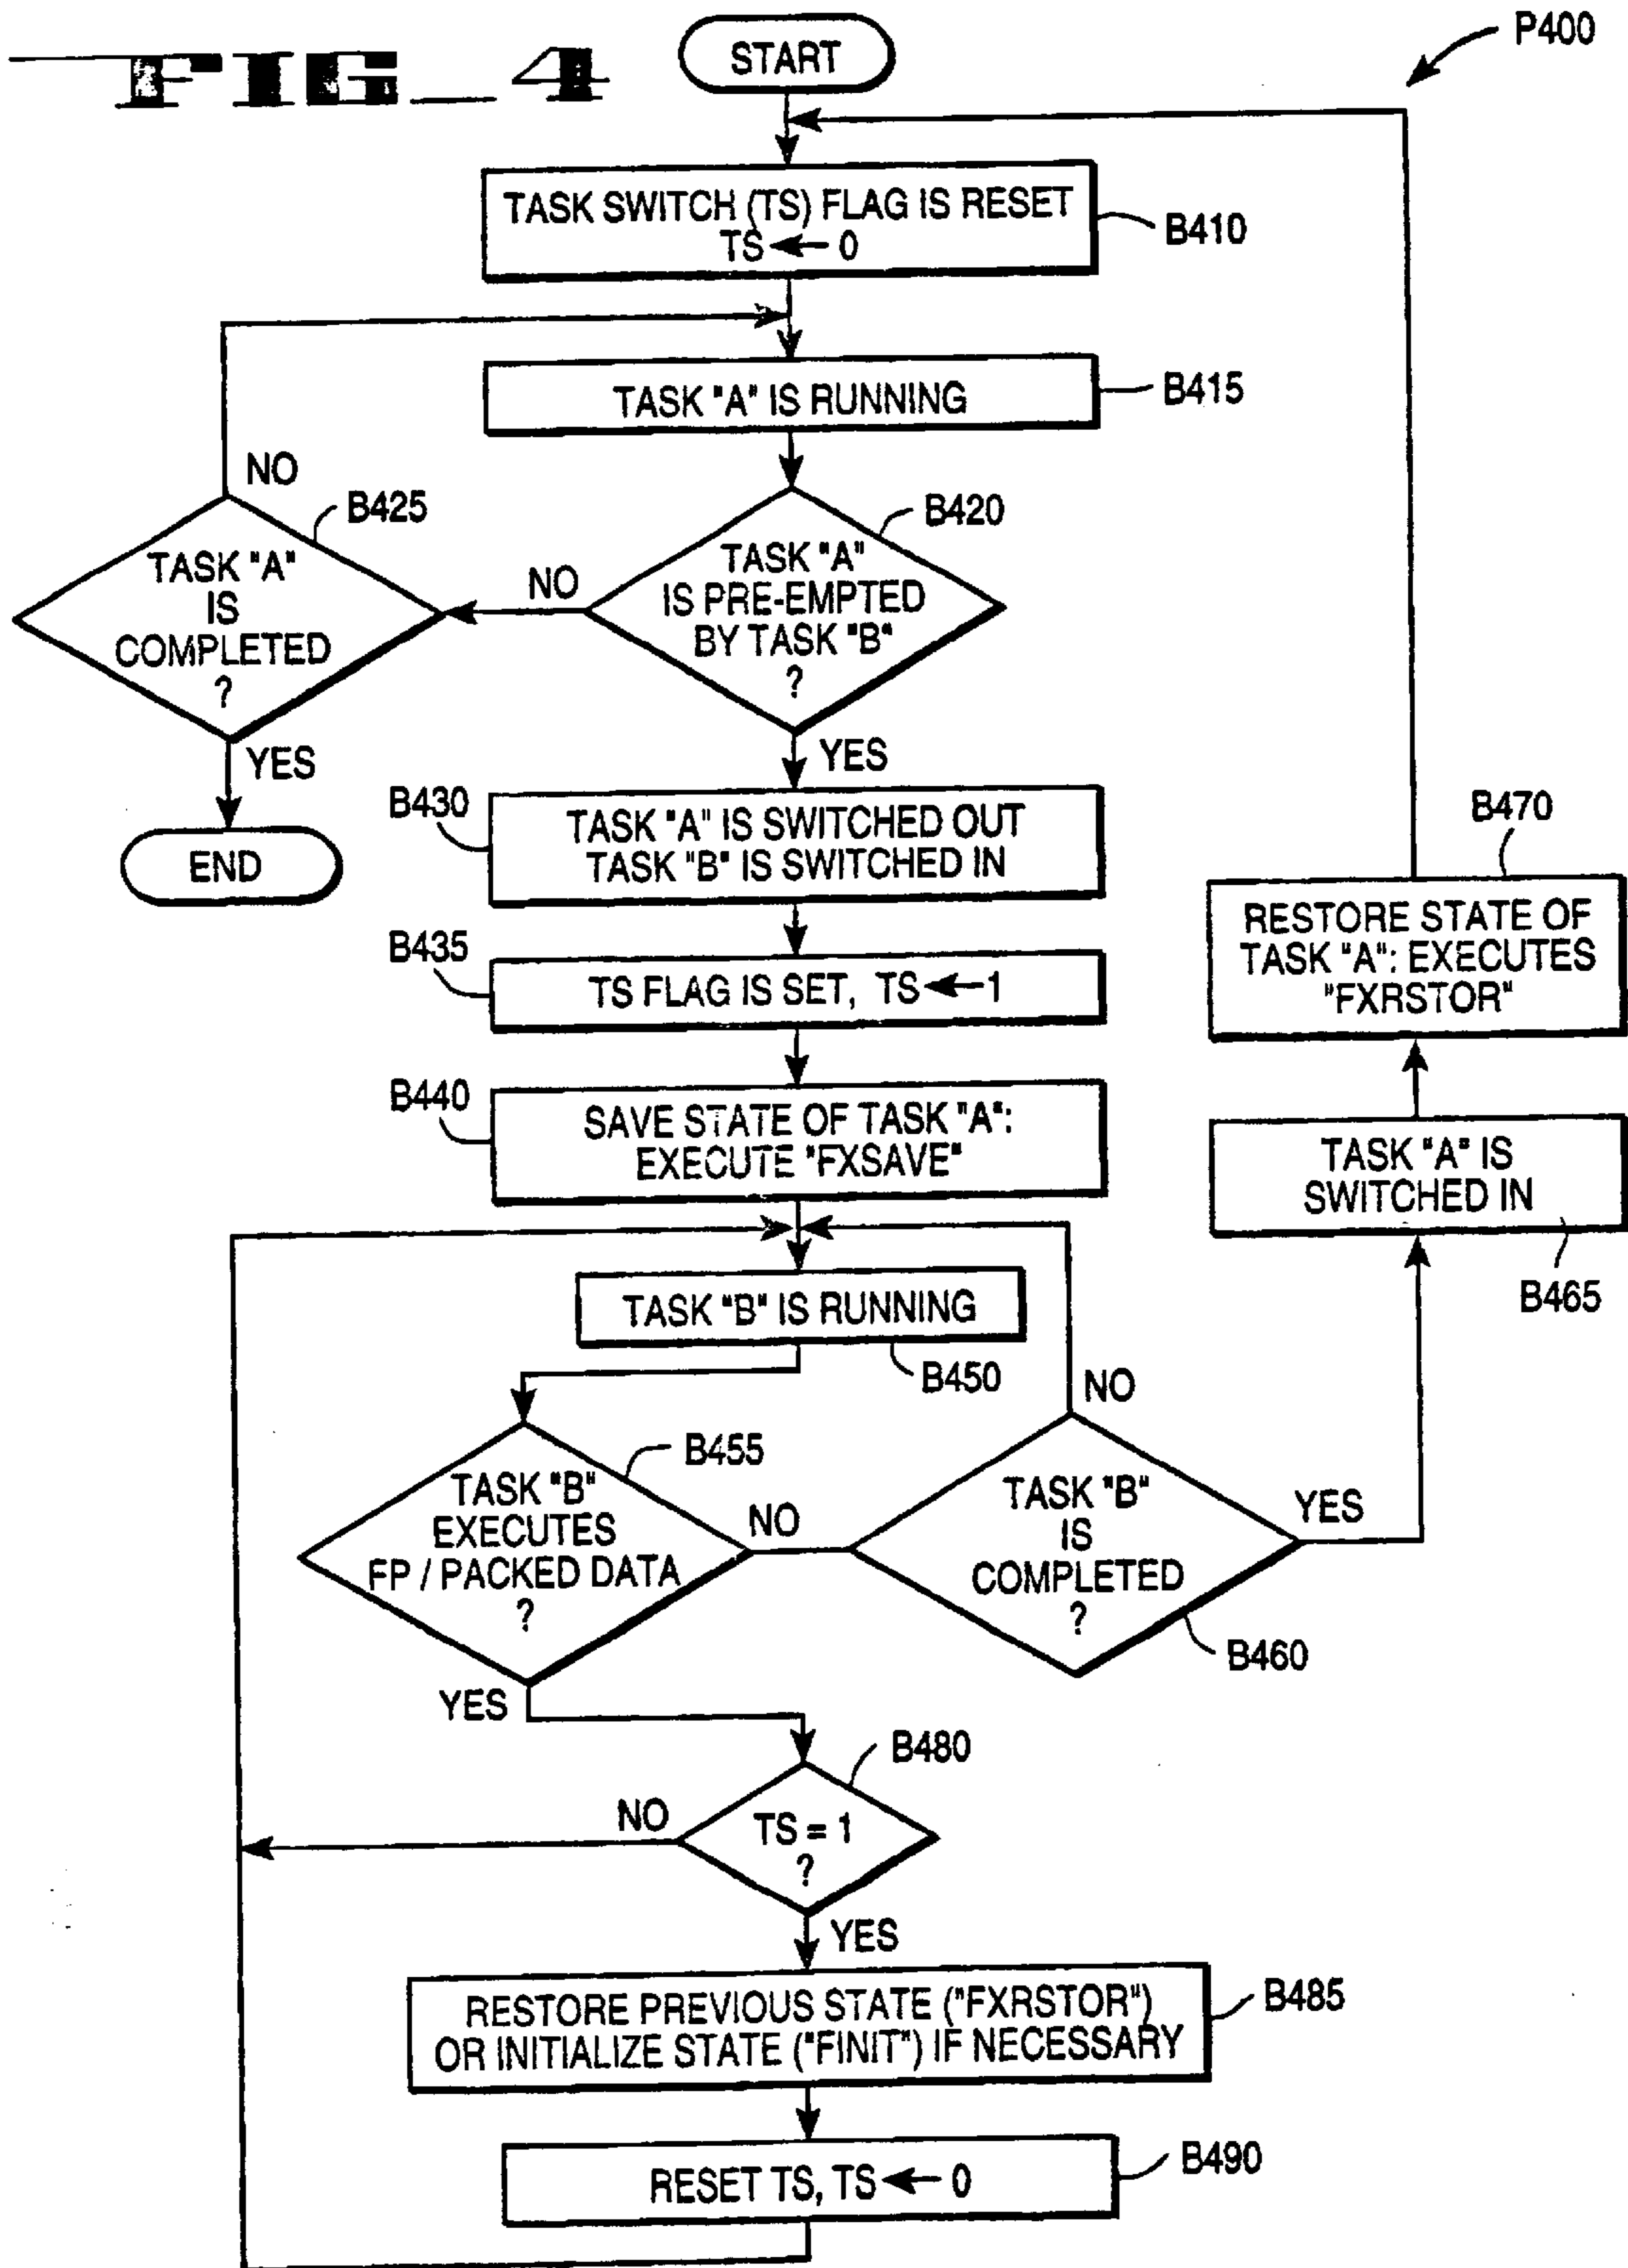 FIG_4
START
P400
TASK SWITCH (TS) FLAG IS RESET
TS ← 0
B410
TASK "A" IS RUNNING
B415
NO
B425
TASK "A"
IS
COMPLETED
?
NO
B420
TASK "A"
IS PRE-EMPTED
BY TASK "B"
?
YES
END
YES
B430
TASK "A" IS SWITCHED OUT
TASK "B" IS SWITCHED IN
B435
TS FLAG IS SET, TS ← 1
B440
SAVE STATE OF TASK "A":
EXECUTE "FXSAVE"
B470
RESTORE STATE OF
TASK "A": EXECUTES
"FXRSTOR"
TASK "A" IS
SWITCHED IN
B465
TASK "B" IS RUNNING
B450
NO
B455
TASK "B"
EXECUTES
FP / PACKED DATA
?
NO
TASK "B"
IS
COMPLETED
?
YES
B460
YES
B480
NO
TS = 1
?
YES
RESTORE PREVIOUS STATE ("FXRSTOR")
OR INITIALIZE STATE ("FINIT") IF NECESSARY
B485
RESET TS, TS ← 0
B490